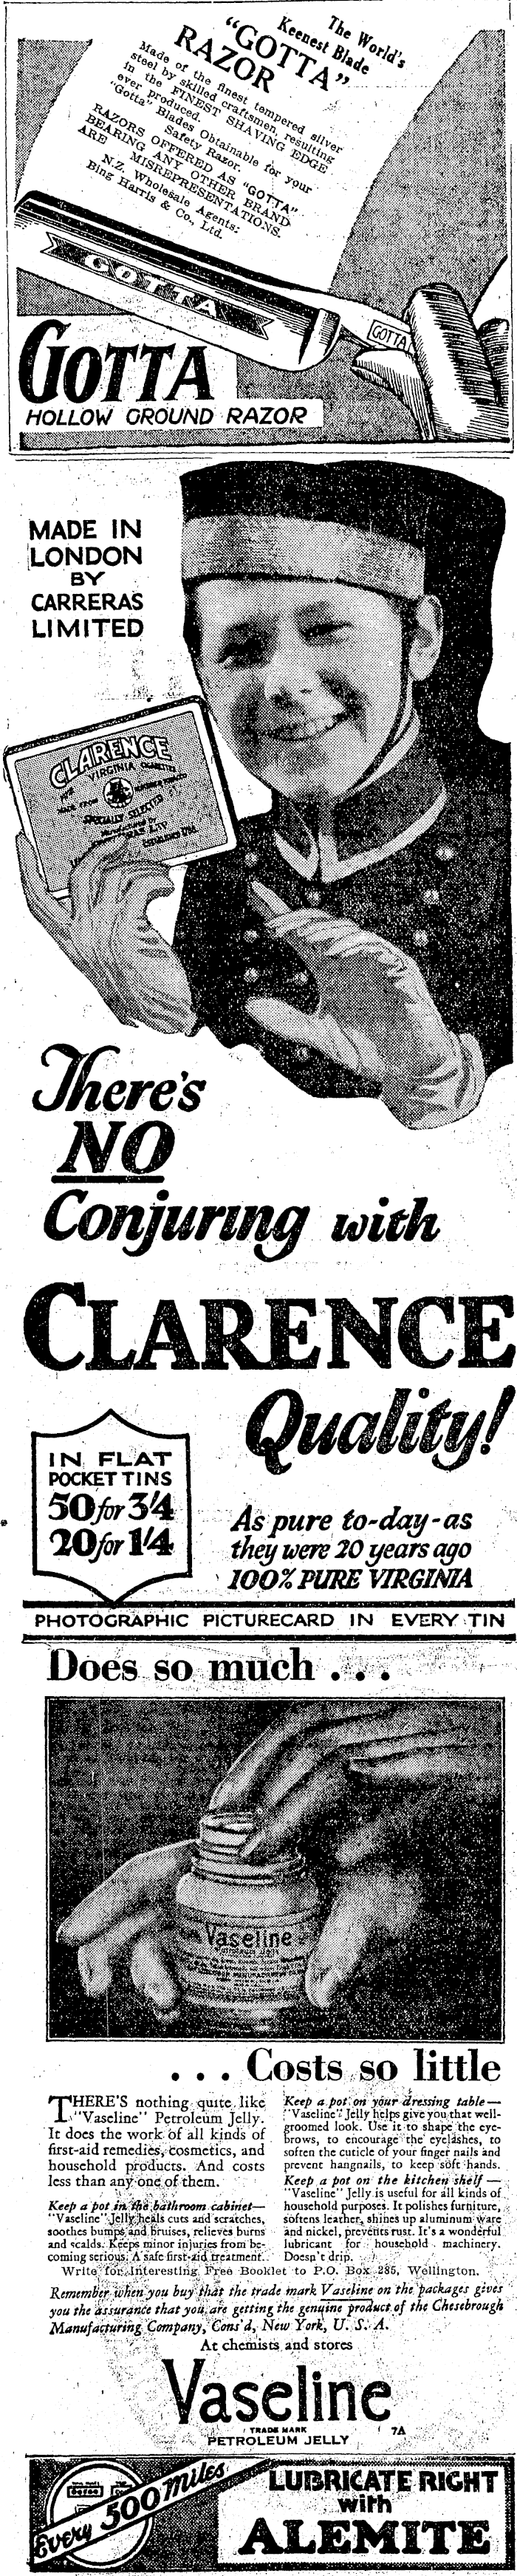 The World's
Keenest Blade
"GOTTA"
RAZOR
Made of the finest tempered silver
steel by skilled craftsmen, resulting
in the FINEST SHAVING EDGE
ever produced.
"Gotta" Blades Obtainable for your
Safety Razor.
RAZORS OFFERED AS "GOTTA"
BEARING ANY OTHER BRAND
ARE MISREPRESENTATIONS.
N.Z. Wholesale Agents:
Bing Harris & Co., Ltd.
GOTTA
GOTTA
GOTTA
HOLLOW GROUND RAZOR
MADE IN
LONDON
BY
CARRERAS
LIMITED
CLARENCE
VIRGINIA CIGARETTES
MADE FROM
SPECIALLY SELECTED
There's
NO
Conjuring with
CLARENCE
Quality!
IN FLAT
POCKET TINS
50 for 3/4
20 for 1/4
As pure to-day - as
they were 20 years ago
100% PURE VIRGINIA
PHOTOGRAPHIC PICTURECARD IN EVERY TIN
Does so much . . .
Vaseline
. . . Costs so little
THERE'S nothing quite like
"Vaseline" Petroleum Jelly.
It does the work of all kinds of
first-aid remedies, cosmetics, and
household products. And costs
less than any one of them.
Keep a pot in the bathroom cabinet—
"Vaseline" Jelly heals cuts and scratches,
soothes bumps and bruises, relieves burns
and scalds. Keeps minor injuries from be-
coming serious. A safe first-aid treatment.
Keep a pot on your dressing table—
"Vaseline" Jelly helps give you that well-
groomed look. Use it to shape the eye-
brows, to encourage the eyelashes, to
soften the cuticle of your finger nails and
prevent hangnails, to keep soft hands.
Keep a pot on the kitchen shelf—
"Vaseline" Jelly is useful for all kinds of
household purposes. It polishes furniture,
softens leather, shines up aluminum ware
and nickel, prevents rust. It's a wonderful
lubricant for household machinery.
Doesn't drip.
Write for Interesting Free Booklet to P.O. Box 285, Wellington.
Remember when you buy that the trade mark Vaseline on the packages gives
you the assurance that you are getting the genuine product of the Chesebrough
Manufacturing Company, Cons'd, New York, U. S. A.
At chemists and stores
Vaseline
TRADE MARK 7A
PETROLEUM JELLY
Every 500 Miles
LUBRICATE RIGHT
with
ALEMITE